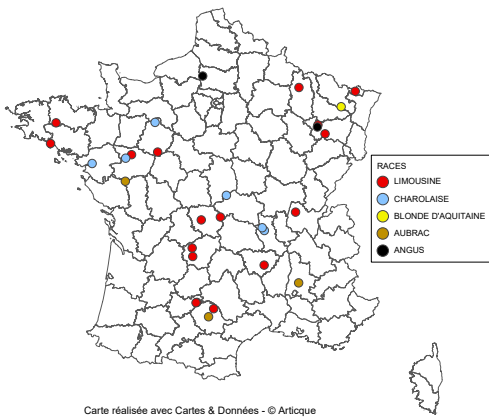 RACES
LIMOUSINE
CHAROLAISE
BLONDE D'AQUITAINE
AUBRAC
ANGUS
Carte réalisée avec Cartes & Données - © Articque